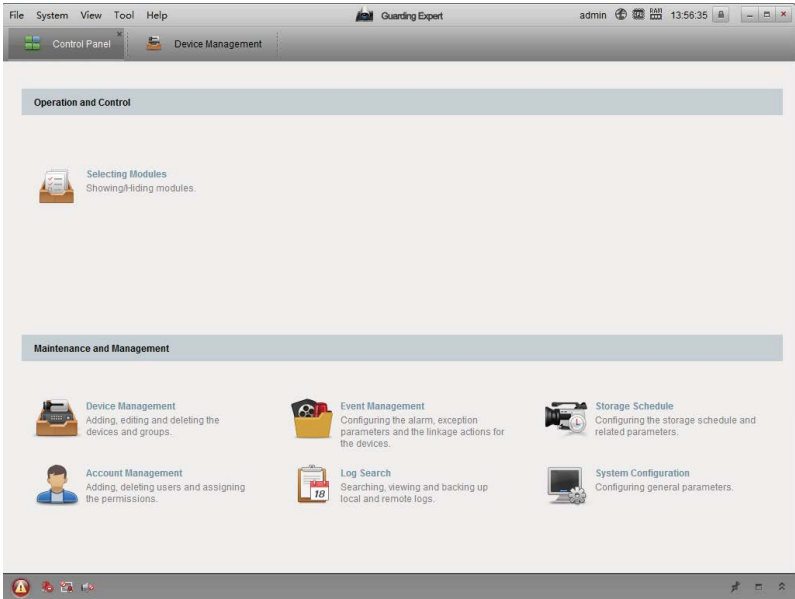 File System View Tool Help Guarding Expert admin CPU RAM 13:56:35
Control Panel Device Management
Operation and Control
Selecting Modules
Showing/Hiding modules.
Maintenance and Management
Device Management
Adding, editing and deleting the
devices and groups.
Event Management
Configuring the alarm, exception
parameters and the linkage actions for
the devices.
Storage Schedule
Configuring the storage schedule and
related parameters.
Account Management
Adding, deleting users and assigning
the permissions.
18
Log Search
Searching, viewing and backing up
local and remote logs.
System Configuration
Configuring general parameters.